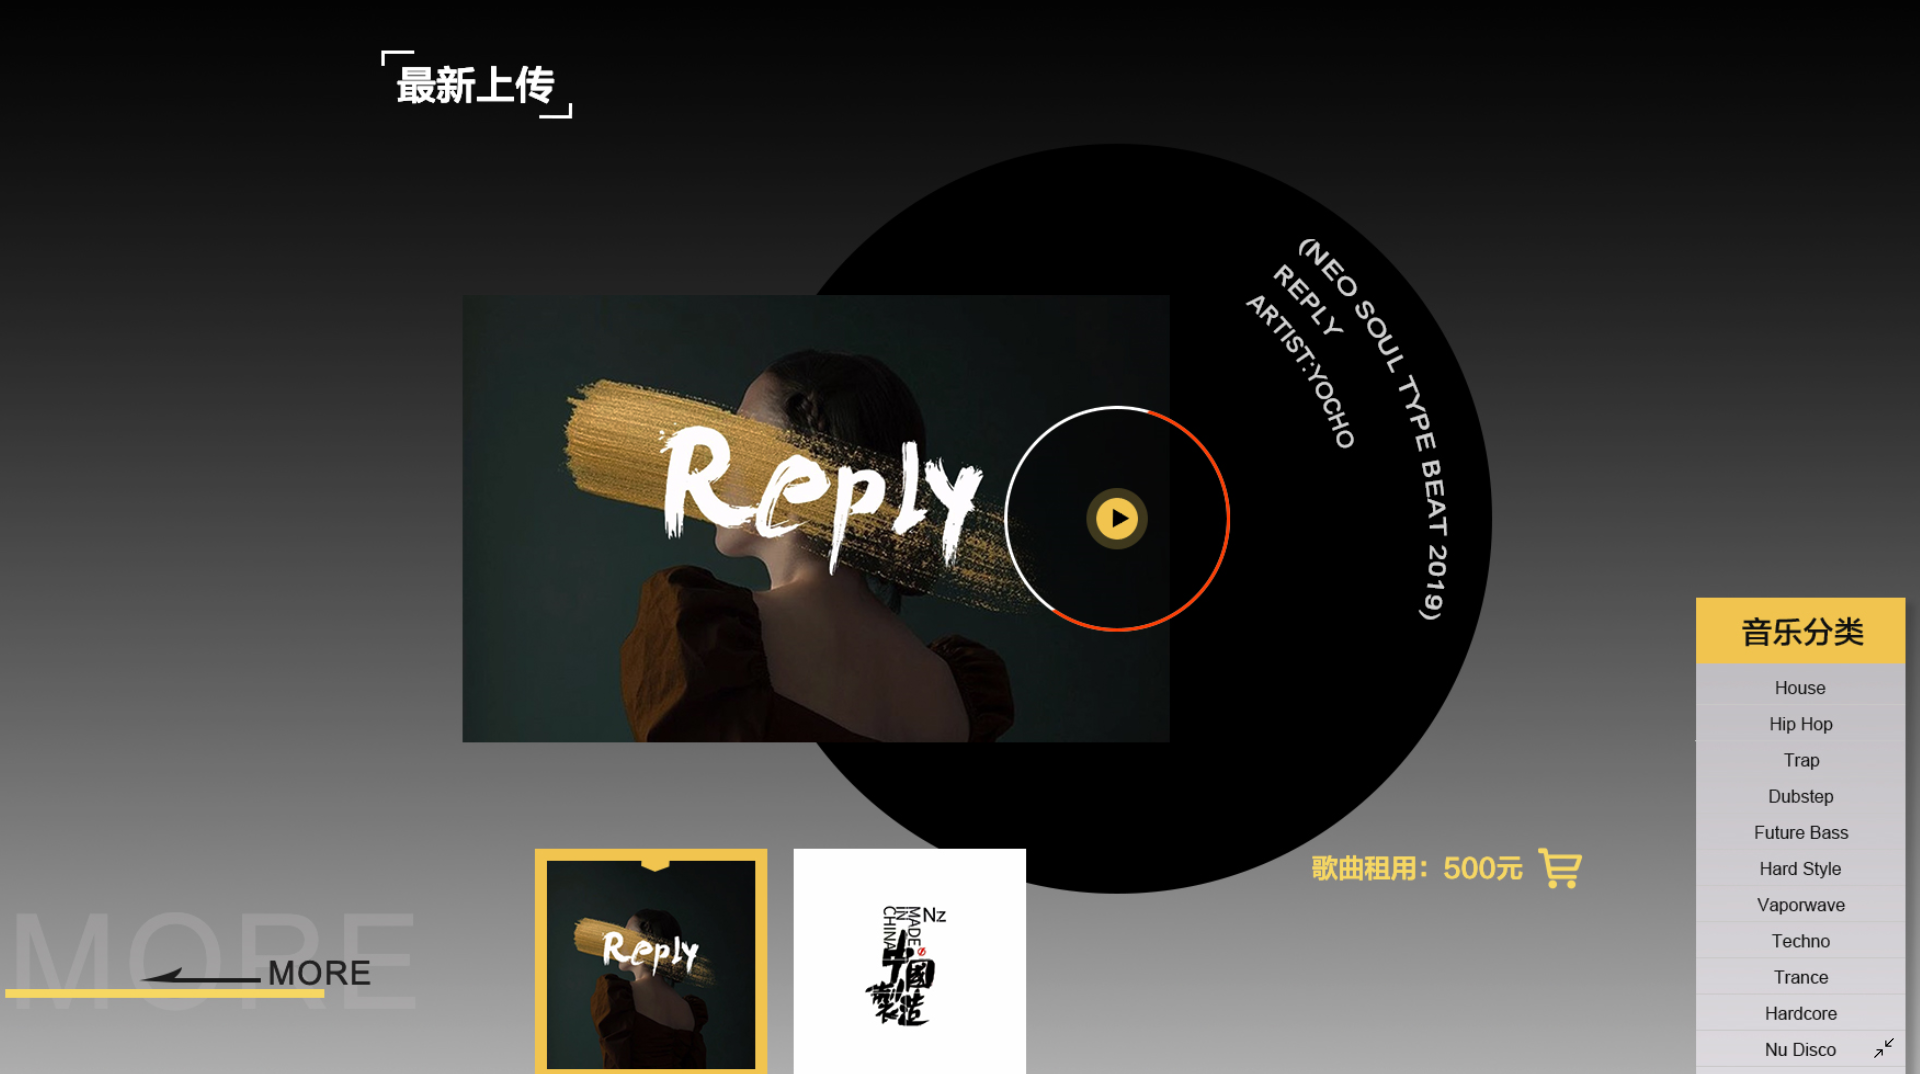 最新上传
(NEO SOUL TYPE BEAT 2019)
REPLY
ARTIST:YOCHO
Reply
音乐分类
House
Hip Hop
Trap
Dubstep
Future Bass
Hard Style
Vaporwave
Techno
Trance
Hardcore
Nu Disco
歌曲租用：500元
MORE
MORE
Reply
MADE
IN
CHINA
Nz
中國
製造